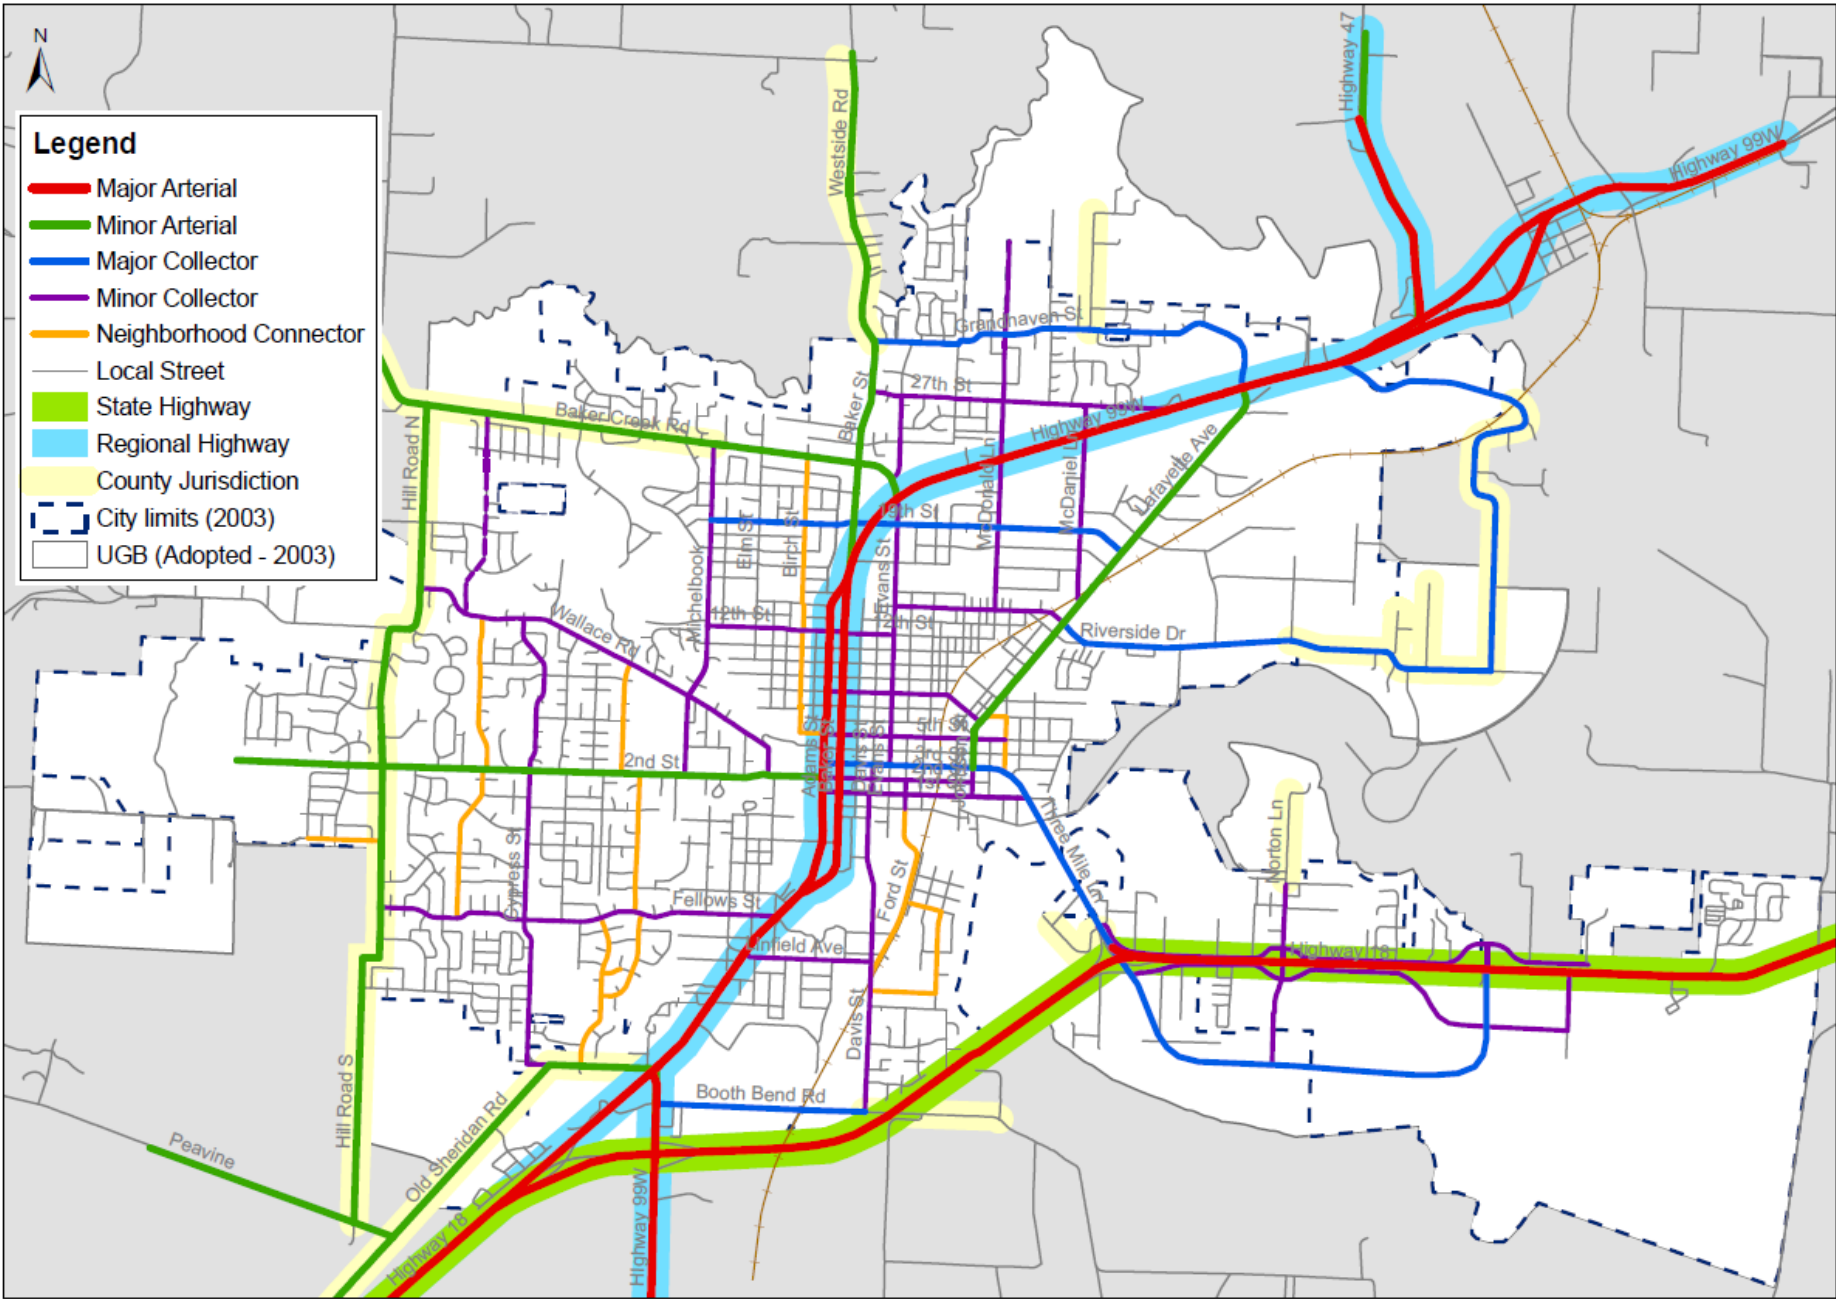 N
Legend
Major Arterial
Minor Arterial
Major Collector
Minor Collector
Neighborhood Connector
Local Street
State Highway
Regional Highway
County Jurisdiction
City limits (2003)
UGB (Adopted - 2003)
Westside Rd
Highway 47
Highway 99W
Grandhaven St
27th St
Baker St
Baker Creek Rd
Highway 99W
Hill Road N
McDonald Ln
McDaniel Ln
Lafayette Ave
19th St
Elm St
Birch St
Michelbook
Evans St
12th St
12th St
Wallace Rd
Riverside Dr
2nd St
Adams St
Baker St
Davis St
Evans St
5th St
Three Mile Ln
Norton Ln
Cypress St
Fellows St
Ford St
Linfield Ave
Highway 18
Davis St
Booth Bend Rd
Hill Road S
Old Sheridan Rd
Peavine
Highway 18
Highway 99W